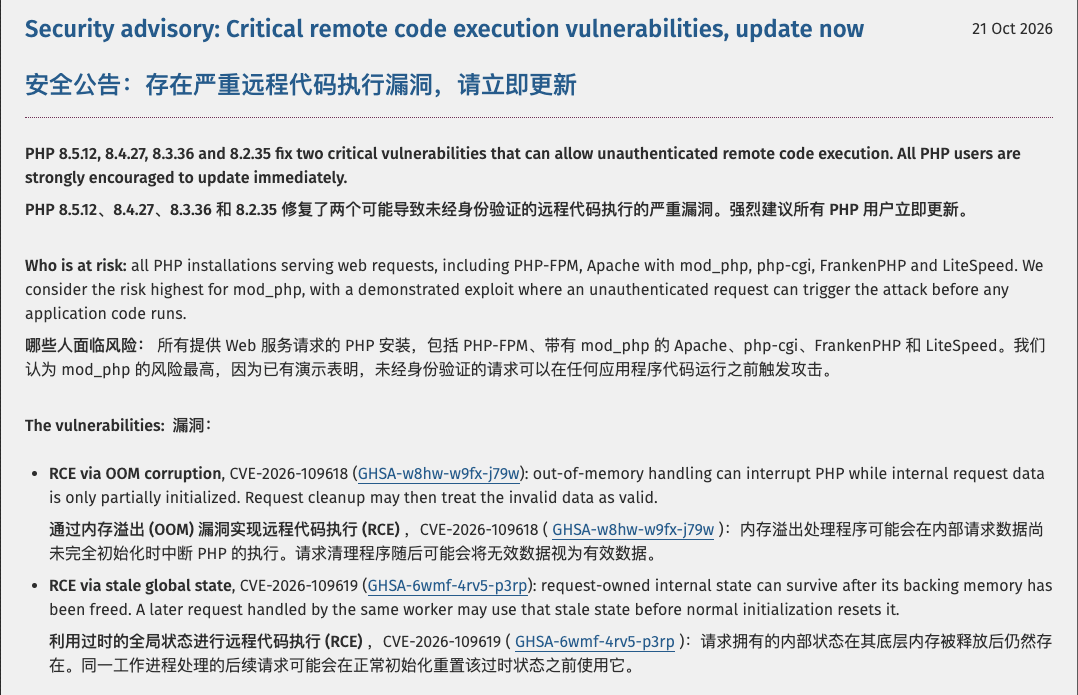 Security advisory: Critical remote code execution vulnerabilities, update now
21 Oct 2026
安全公告：存在严重远程代码执行漏洞，请立即更新
PHP 8.5.12, 8.4.27, 8.3.36 and 8.2.35 fix two critical vulnerabilities that can allow unauthenticated remote code execution. All PHP users are
strongly encouraged to update immediately.
PHP 8.5.12、8.4.27、8.3.36 和 8.2.35 修复了两个可能导致未经身份验证的远程代码执行的严重漏洞。强烈建议所有 PHP 用户立即更新。
Who is at risk: all PHP installations serving web requests, including PHP-FPM, Apache with mod_php, php-cgi, FrankenPHP and LiteSpeed. We
consider the risk highest for mod_php, with a demonstrated exploit where an unauthenticated request can trigger the attack before any
application code runs.
哪些人面临风险： 所有提供 Web 服务请求的 PHP 安装，包括 PHP-FPM、带有 mod_php 的 Apache、php-cgi、FrankenPHP 和 LiteSpeed。我们
认为 mod_php 的风险最高，因为已有演示表明，未经身份验证的请求可以在任何应用程序代码运行之前触发攻击。
The vulnerabilities: 漏洞：
• RCE via OOM corruption, CVE-2026-109618 (GHSA-w8hw-w9fx-j79w): out-of-memory handling can interrupt PHP while internal request data
is only partially initialized. Request cleanup may then treat the invalid data as valid.
通过内存溢出 (OOM) 漏洞实现远程代码执行 (RCE) ，CVE-2026-109618 ( GHSA-w8hw-w9fx-j79w )：内存溢出处理程序可能会在内部请求数据尚
未完全初始化时中断 PHP 的执行。请求清理程序随后可能会将无效数据视为有效数据。
• RCE via stale global state, CVE-2026-109619 (GHSA-6wmf-4rv5-p3rp): request-owned internal state can survive after its backing memory has
been freed. A later request handled by the same worker may use that stale state before normal initialization resets it.
利用过时的全局状态进行远程代码执行 (RCE) ，CVE-2026-109619 ( GHSA-6wmf-4rv5-p3rp )：请求拥有的内部状态在其底层内存被释放后仍然存
在。同一工作进程处理的后续请求可能会在正常初始化重置该过时状态之前使用它。